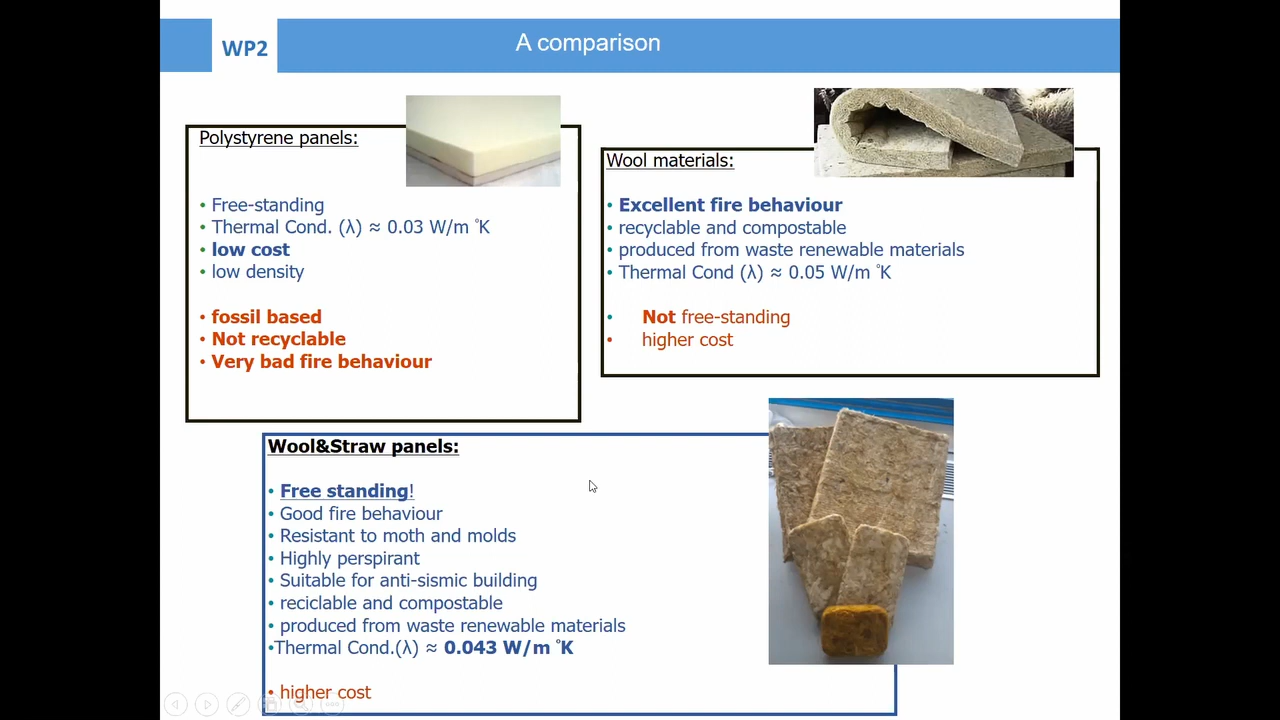 WP2
A comparison
Polystyrene panels:
• Free-standing
• Thermal Cond. (λ) ≈ 0.03 W/m °K
• low cost
• low density
• fossil based
• Not recyclable
• Very bad fire behaviour
Wool materials:
• Excellent fire behaviour
• recyclable and compostable
• produced from waste renewable materials
• Thermal Cond (λ) ≈ 0.05 W/m °K
• Not free-standing
• higher cost
Wool&Straw panels:
• Free standing!
• Good fire behaviour
• Resistant to moth and molds
• Highly perspirant
• Suitable for anti-sismic building
• reciclable and compostable
• produced from waste renewable materials
•Thermal Cond.(λ) ≈ 0.043 W/m °K
• higher cost